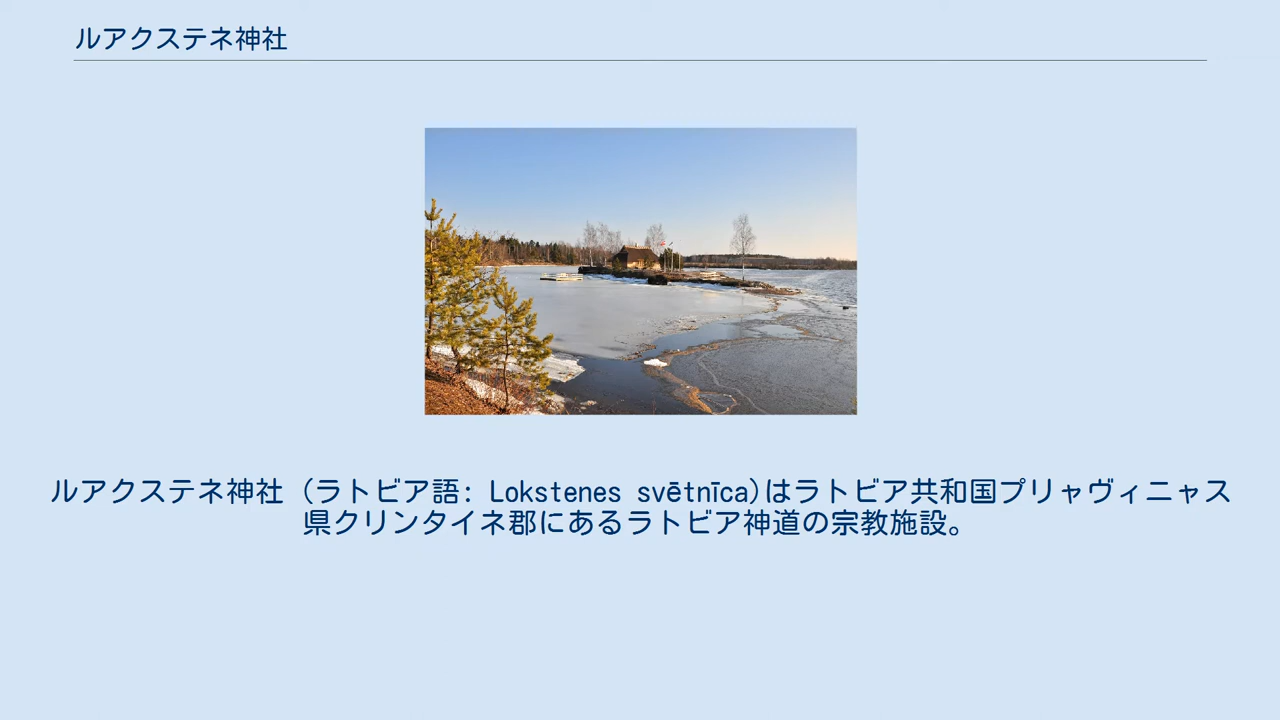 ルアクステネ神社
ルアクステネ神社 (ラトビア語: Lokstenes svētnīca)はラトビア共和国プリャヴィニャス
県クリンタイネ郡にあるラトビア神道の宗教施設。